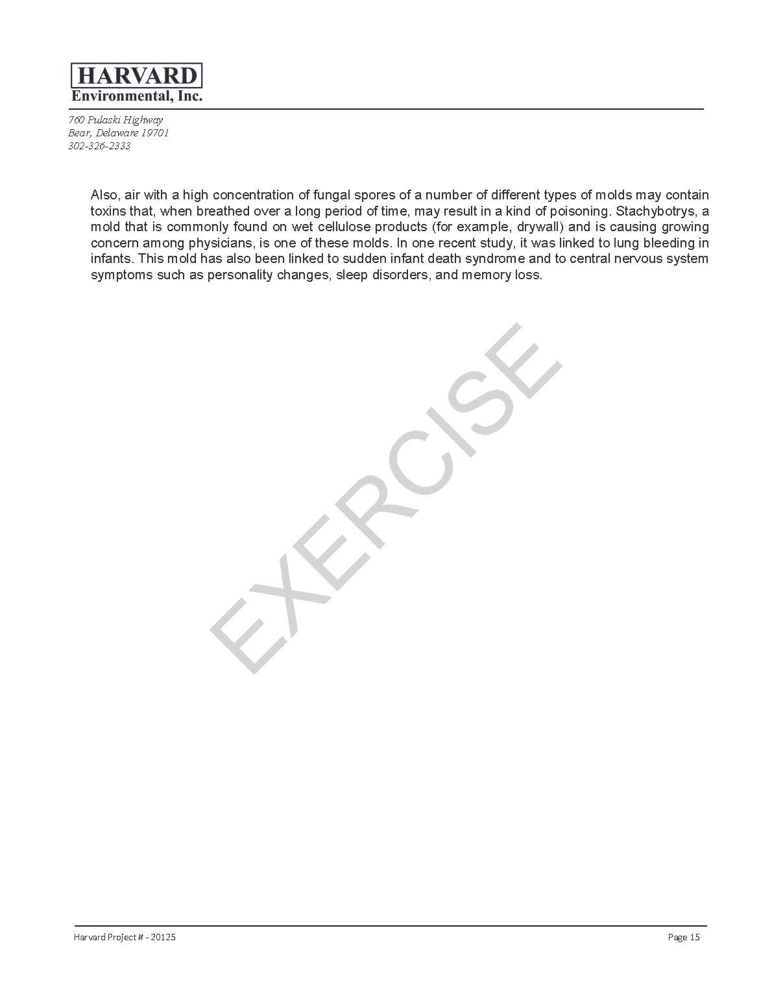 HARVARD
Environmental, Inc.
760 Pulaski Highway
Bear, Delaware 19701
302-326-2333
Also, air with a high concentration of fungal spores of a number of different types of molds may contain
toxins that, when breathed over a long period of time, may result in a kind of poisoning. Stachybotrys, a
mold that is commonly found on wet cellulose products (for example, drywall) and is causing growing
concern among physicians, is one of these molds. In one recent study, it was linked to lung bleeding in
infants. This mold has also been linked to sudden infant death syndrome and to central nervous system
symptoms such as personality changes, sleep disorders, and memory loss.
EXERCISE
Harvard Project # - 20125 Page 15